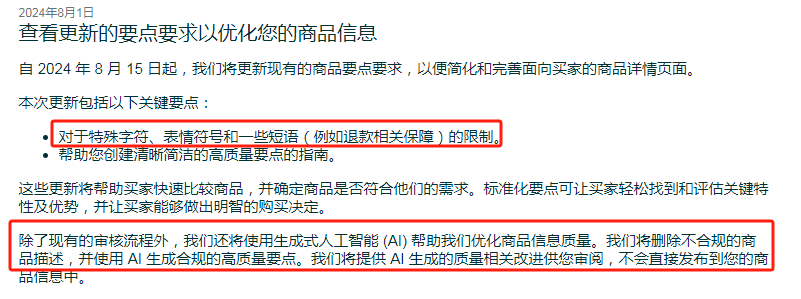 2024年8月1日
查看更新的要点要求以优化您的商品信息
自 2024 年 8 月 15 日起，我们将更新现有的商品要点要求，以便简化和完善面向买家的商品详情页面。
本次更新包括以下关键要点：
• 对于特殊字符、表情符号和一些短语（例如退款相关保障）的限制。
• 帮助您创建清晰简洁的高质量要点的指南。
这些更新将帮助买家快速比较商品，并确定商品是否符合他们的需求。标准化要点可让买家轻松找到和评估关键特
性及优势，并让买家能够做出明智的购买决定。
除了现有的审核流程外，我们还将使用生成式人工智能 (AI) 帮助我们优化商品信息质量。我们将删除不合规的商
品描述，并使用 AI 生成合规的高质量要点。我们将提供 AI 生成的质量相关改进供您审阅，不会直接发布到您的商
品信息中。